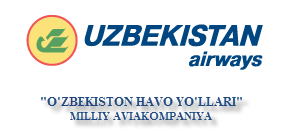 UZBEKISTAN
airways
"O'ZBEKISTON HAVO YO'LLARI"
MILLIY AVIAKOMPANIYA